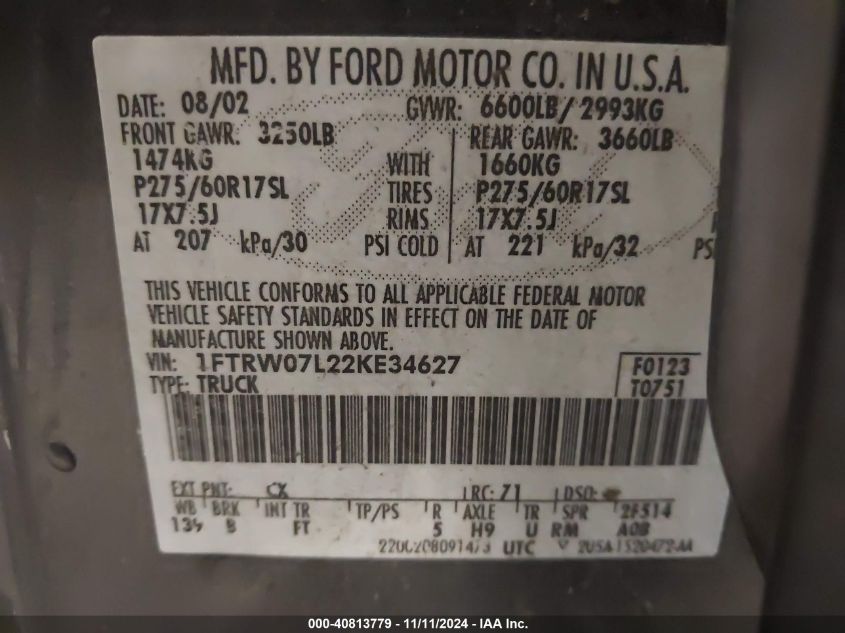 MFD. BY FORD MOTOR CO. IN U.S.A.
DATE: 08/02 GVWR: 6600LB/2993KG
FRONT GAWR: 3250LB REAR GAWR: 3660LB
1474KG WITH 1660KG
P275/60R17SL TIRES P275/60R17SL
17X7.5J RIMS 17X7.5J
AT 207 kPa/30 PSI COLD AT 221 kPa/32 PSI
THIS VEHICLE CONFORMS TO ALL APPLICABLE FEDERAL MOTOR
VEHICLE SAFETY STANDARDS IN EFFECT ON THE DATE OF
MANUFACTURE SHOWN ABOVE.
VIN: 1FTRW07L22KE34627 F0123
TYPE: TRUCK T0751
EXT PNT: CX RC: 71 DSO:
WB BRK INT TR TP/PS R AXLE TR SPR 2F514
139 B FT 5 H9 U RM A0B
UTC
000-40813779 - 11/11/2024 - IAA Inc.